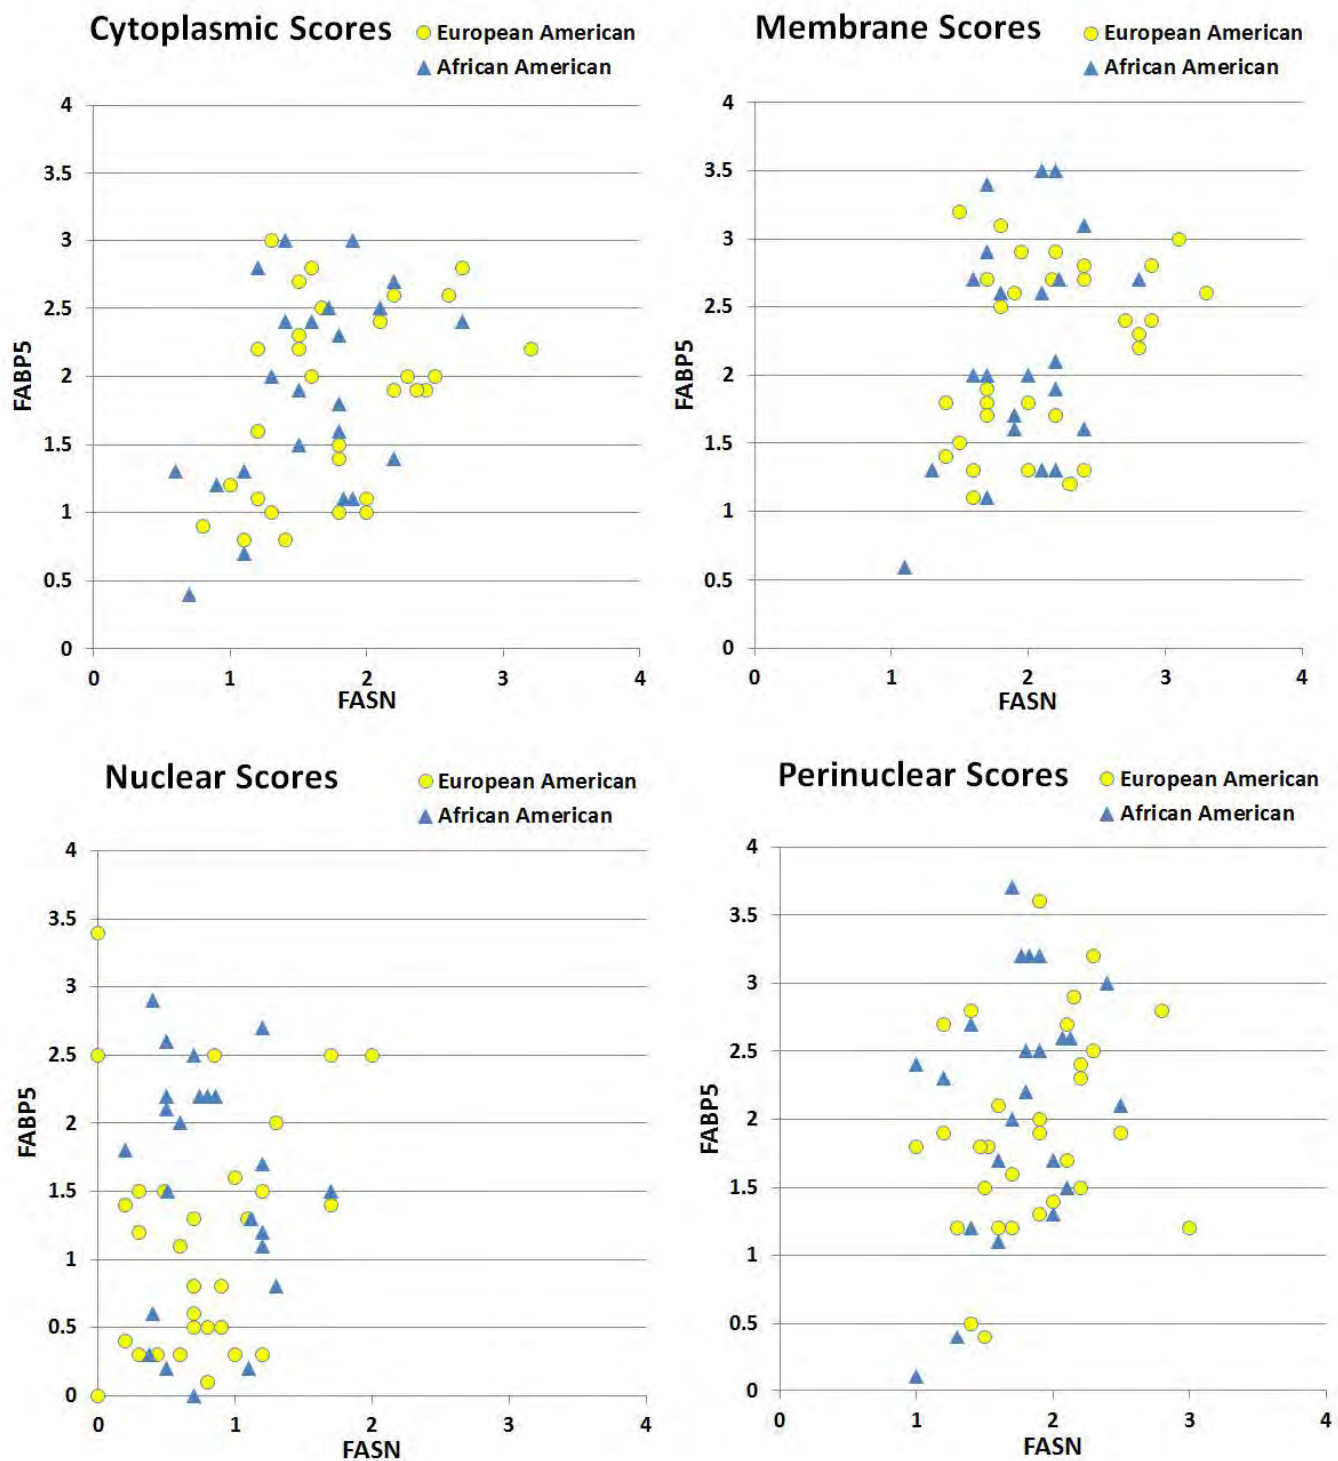 Cytoplasmic Scores
European American
African American
4
3.5
3
2.5
2
1.5
1
0.5
0
FABP5
0 1 2 3 4
FASN
Membrane Scores
European American
African American
4
3.5
3
2.5
2
1.5
1
0.5
0
FABP5
0 1 2 3 4
FASN
Nuclear Scores
European American
African American
4
3.5
3
2.5
2
1.5
1
0.5
0
FABP5
0 1 2 3 4
FASN
Perinuclear Scores
European American
African American
4
3.5
3
2.5
2
1.5
1
0.5
0
FABP5
0 1 2 3 4
FASN